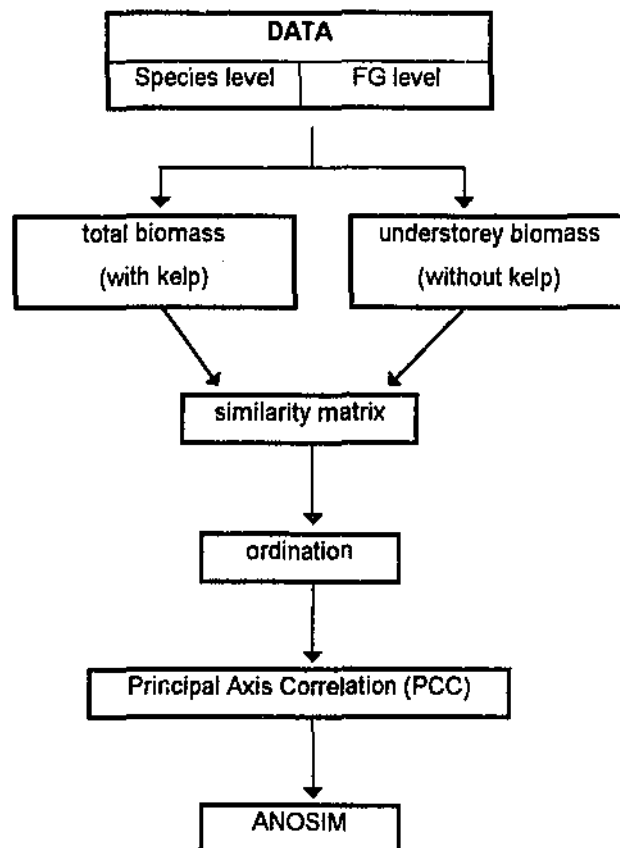 DATA
Species level FG level
total biomass
(with kelp)
understorey biomass
(without kelp)
similarity matrix
ordination
Principal Axis Correlation (PCC)
ANOSIM